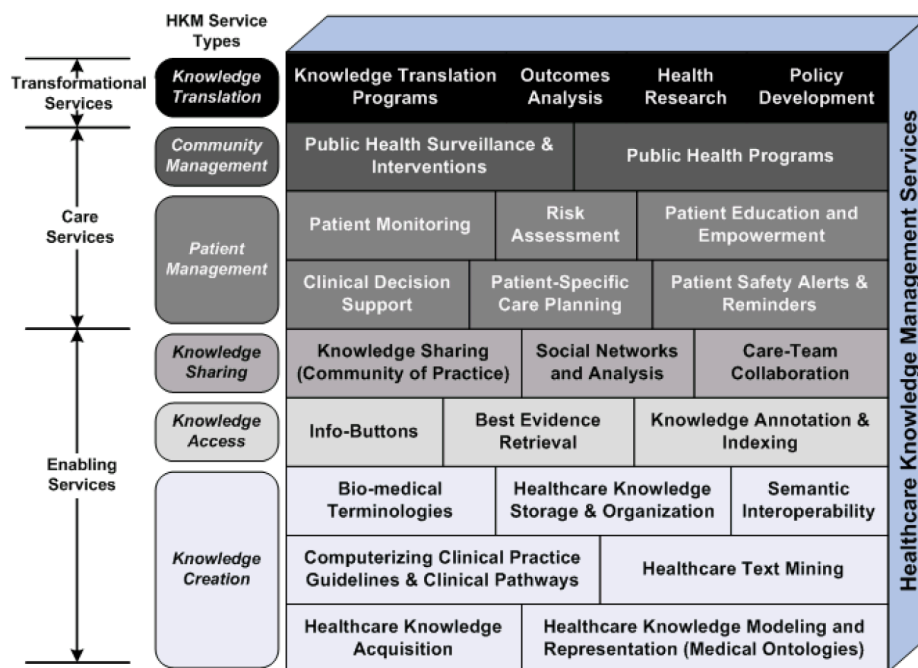 HKM Service
Types
Transformational
Services
Knowledge
Translation
Knowledge Translation
Programs
Outcomes
Analysis
Health
Research
Policy
Development
Care
Services
Community
Management
Public Health Surveillance &
Interventions
Public Health Programs
Patient
Management
Patient Monitoring
Risk
Assessment
Patient Education and
Empowerment
Clinical Decision
Support
Patient-Specific
Care Planning
Patient Safety Alerts &
Reminders
Enabling
Services
Knowledge
Sharing
Knowledge Sharing
(Community of Practice)
Social Networks
and Analysis
Care-Team
Collaboration
Knowledge
Access
Info-Buttons
Best Evidence
Retrieval
Knowledge Annotation &
Indexing
Knowledge
Creation
Bio-medical
Terminologies
Healthcare Knowledge
Storage & Organization
Semantic
Interoperability
Computerizing Clinical Practice
Guidelines & Clinical Pathways
Healthcare Text Mining
Healthcare Knowledge
Acquisition
Healthcare Knowledge Modeling and
Representation (Medical Ontologies)
Healthcare Knowledge Management Services